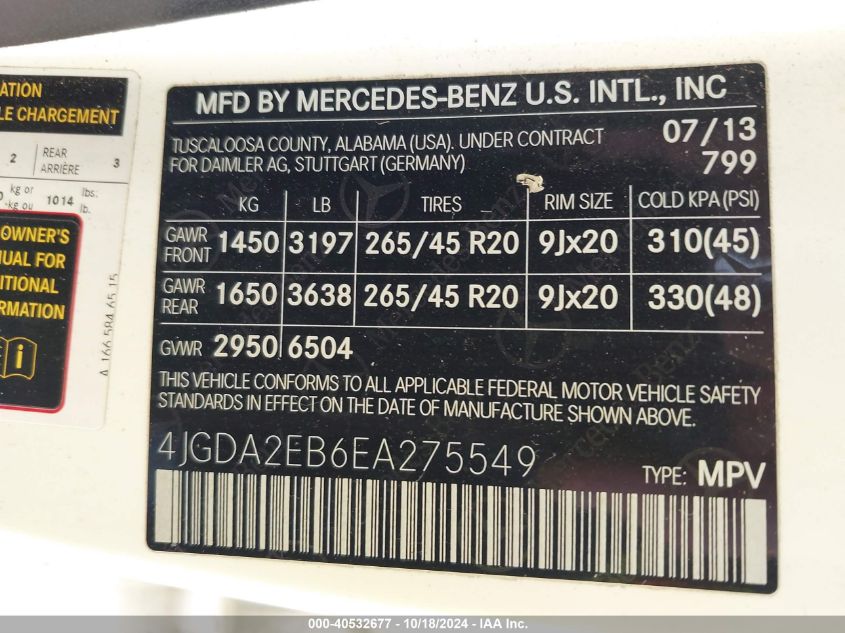 ATION
LE CHARGEMENT
2 REAR ARRIÈRE 3
kg or
-kg ou 1014 lbs.
lb.
OWNER'S
UAL FOR
ITIONAL
RMATION
A 166 584 65 15
MFD BY MERCEDES-BENZ U.S. INTL., INC
TUSCALOOSA COUNTY, ALABAMA (USA). UNDER CONTRACT
FOR DAIMLER AG, STUTTGART (GERMANY)
07/13
799
KG LB TIRES RIM SIZE COLD KPA (PSI)
GAWR FRONT 1450 3197 265/45 R20 9Jx20 310(45)
GAWR REAR 1650 3638 265/45 R20 9Jx20 330(48)
GVWR 2950 6504
THIS VEHICLE CONFORMS TO ALL APPLICABLE FEDERAL MOTOR VEHICLE SAFETY
STANDARDS IN EFFECT ON THE DATE OF MANUFACTURE SHOWN ABOVE.
4JGDA2EB6EA275549
TYPE: MPV
000-40532677 - 10/18/2024 - IAA Inc.